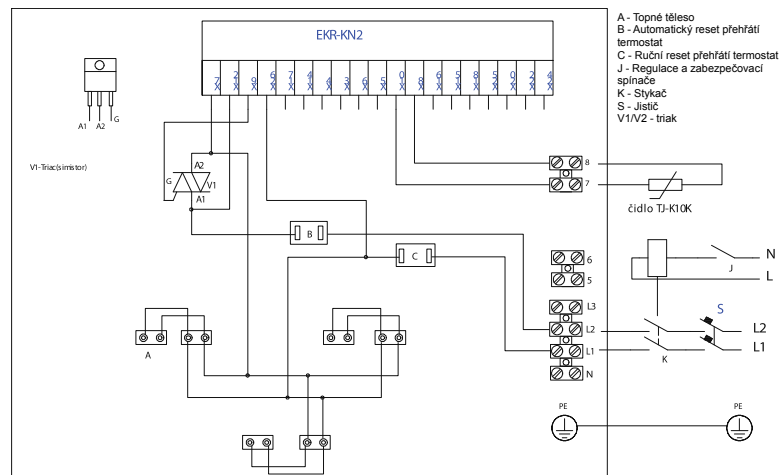 EKR-KN2
A - Topné těleso
B - Automatický reset přehřátí
termostat
C - Ruční reset přehřátí termostat
J - Regulace a zabezpečovací
spínače
K - Stykač
S - Jistič
V1/V2 - triak
A1 A2 G
V1-Triac(simistor)
A2
G
V1
A1
8
7
čidlo TJ-K10K
B
C
6
5
N
J
L
L3
S
L2
L2
L1
L1
K
N
A
PE
PE